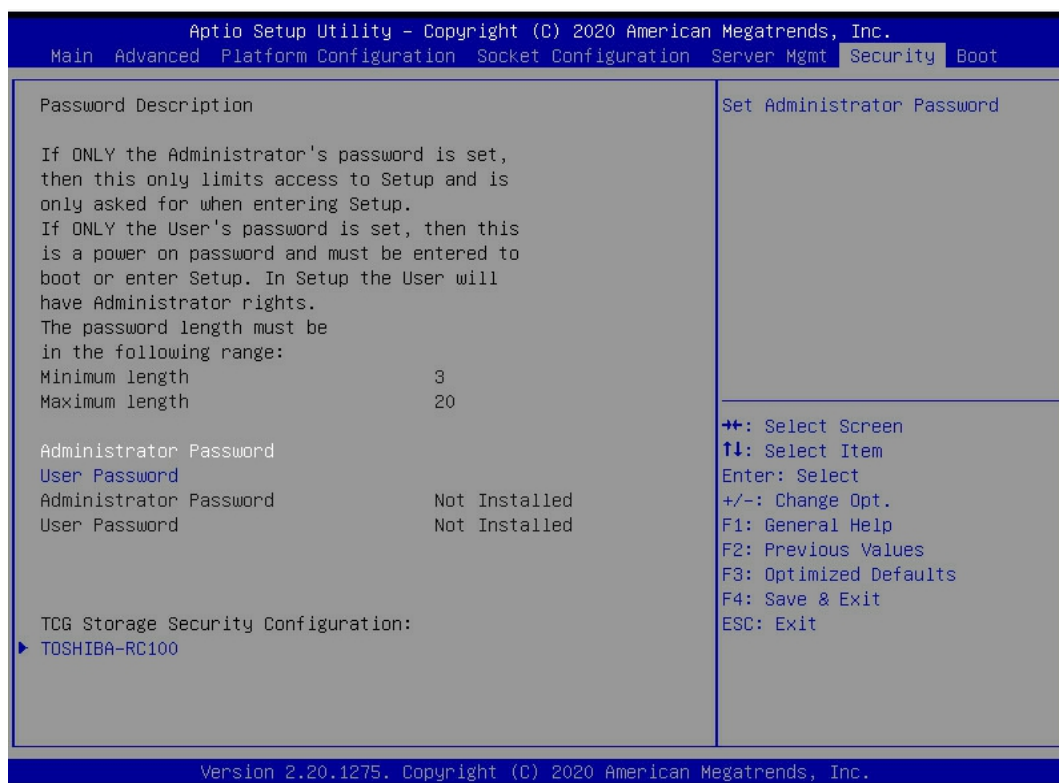 Aptio Setup Utility – Copyright (C) 2020 American Megatrends, Inc.
Main Advanced Platform Configuration Socket Configuration Server Mgmt Security Boot
Password Description
If ONLY the Administrator's password is set,
then this only limits access to Setup and is
only asked for when entering Setup.
If ONLY the User's password is set, then this
is a power on password and must be entered to
boot or enter Setup. In Setup the User will
have Administrator rights.
The password length must be
in the following range:
Minimum length 3
Maximum length 20
Administrator Password
User Password
Administrator Password Not Installed
User Password Not Installed
TCG Storage Security Configuration:
TOSHIBA-RC100
Set Administrator Password
→←: Select Screen
↑↓: Select Item
Enter: Select
+/-: Change Opt.
F1: General Help
F2: Previous Values
F3: Optimized Defaults
F4: Save & Exit
ESC: Exit
Version 2.20.1275. Copyright (C) 2020 American Megatrends, Inc.